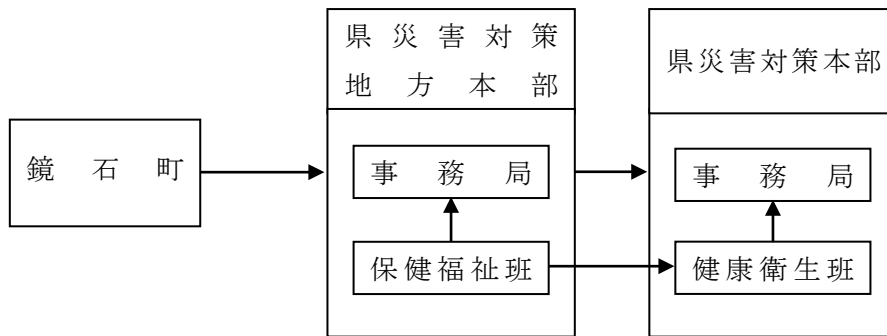 鏡石町
県災害対策
地方本部
事務局
保健福祉班
県災害対策本部
事務局
健康衛生班